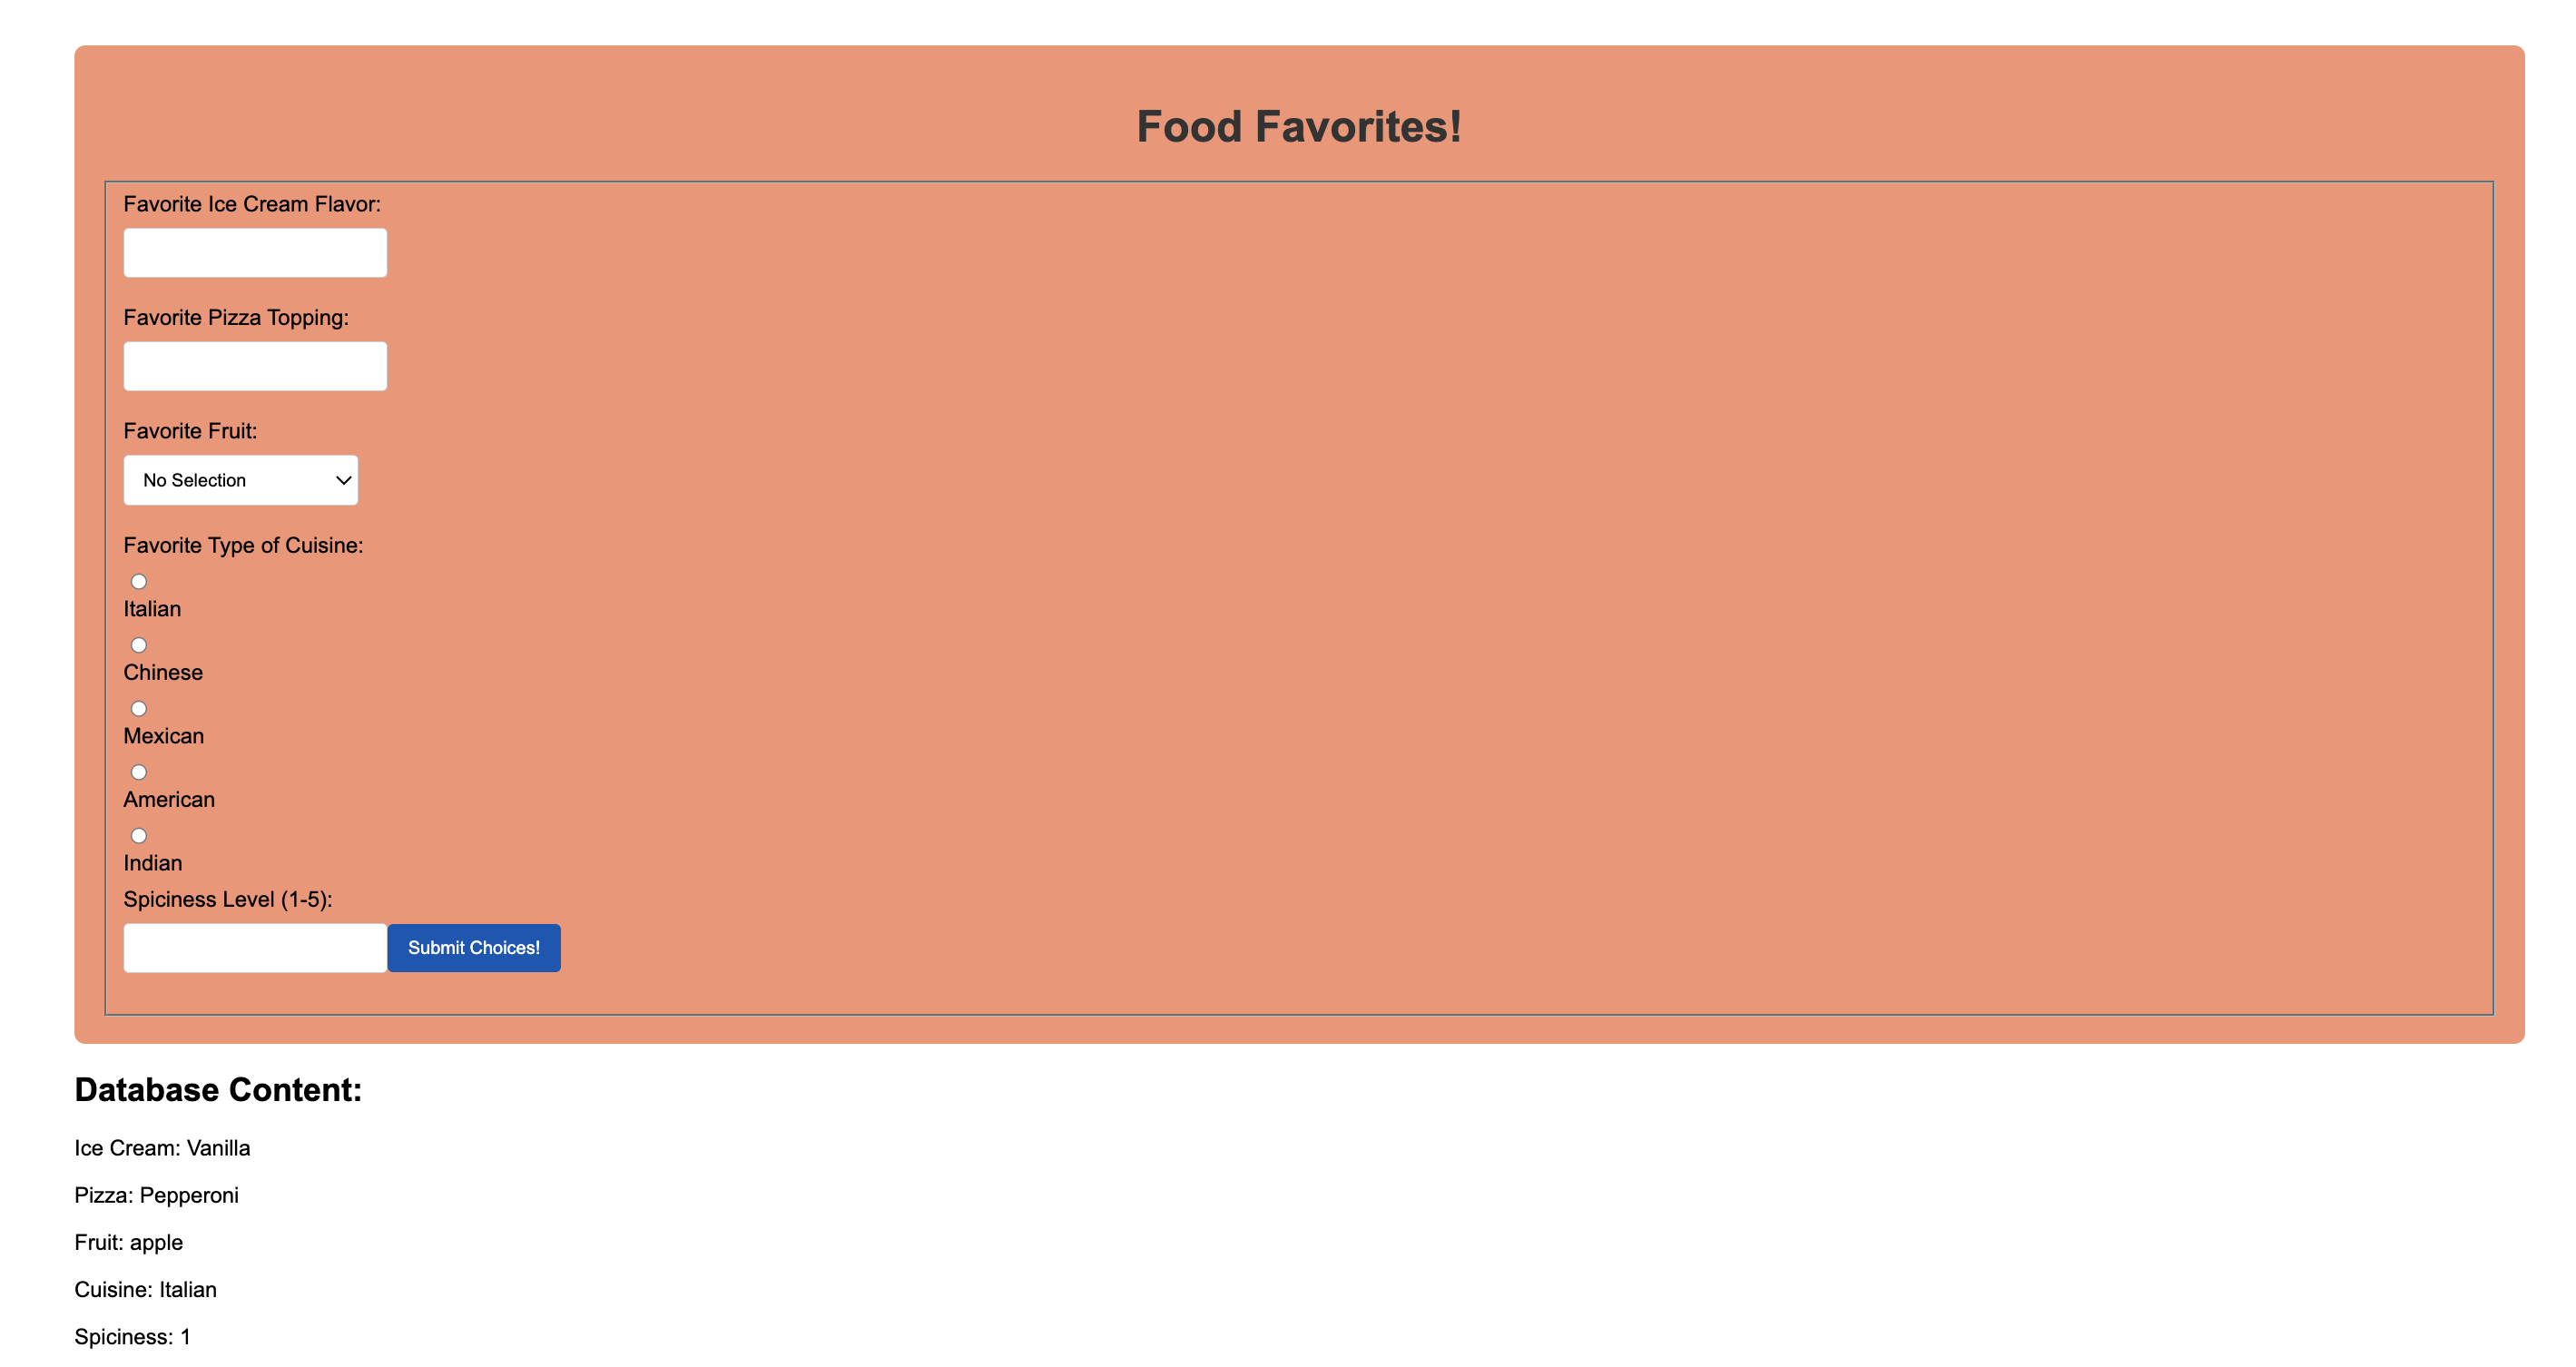 Food Favorites!
Favorite Ice Cream Flavor:
Favorite Pizza Topping:
Favorite Fruit:
No Selection
Favorite Type of Cuisine:
Italian
Chinese
Mexican
American
Indian
Spiciness Level (1-5):
Submit Choices!
Database Content:
Ice Cream: Vanilla
Pizza: Pepperoni
Fruit: apple
Cuisine: Italian
Spiciness: 1